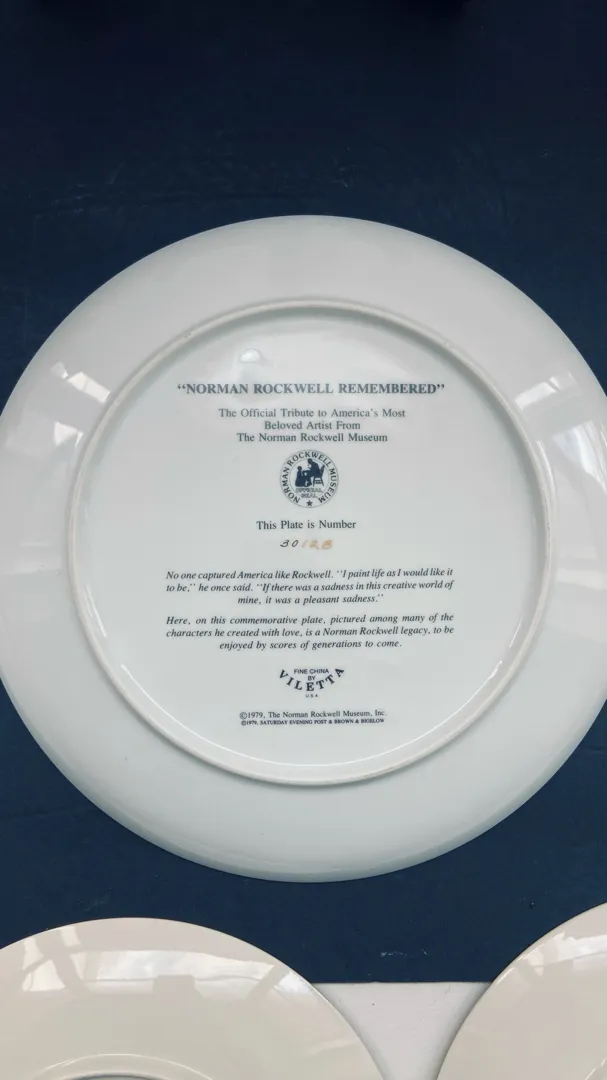 “NORMAN ROCKWELL REMEMBERED”
The Official Tribute to America's Most
Beloved Artist From
The Norman Rockwell Museum
NORMAN ROCKWELL MUSEUM
OFFICIAL
SEAL
This Plate is Number
No one captured America like Rockwell. “I paint life as I would like it
to be,” he once said. “If there was a sadness in this creative world of
mine, it was a pleasant sadness.”
Here, on this commemorative plate, pictured among many of the
characters he created with love, is a Norman Rockwell legacy, to be
enjoyed by scores of generations to come.
FINE CHINA
BY
VILETTA
USA
©1979, The Norman Rockwell Museum, Inc.
©1979, SATURDAY EVENING POST & BROWN & BIGELOW